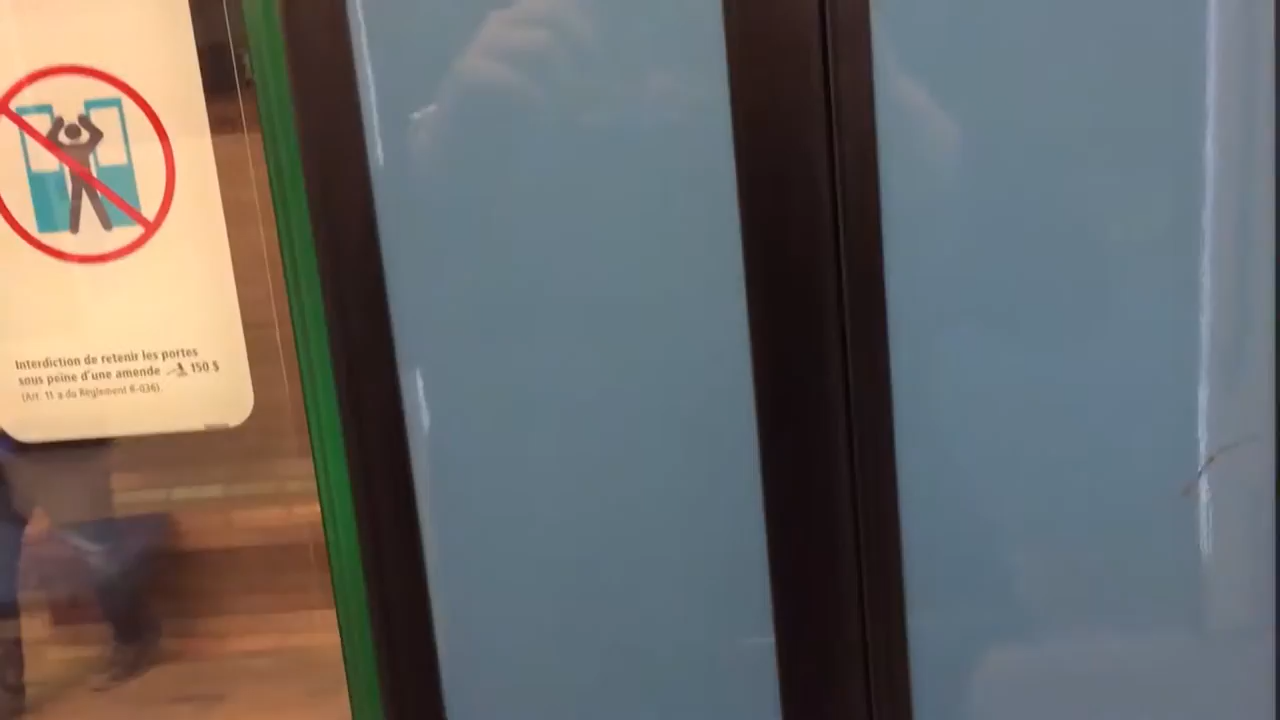 Interdiction de retenir les portes
sous peine d'une amende 150 $
(Art. 11 a du Règlement R-036).